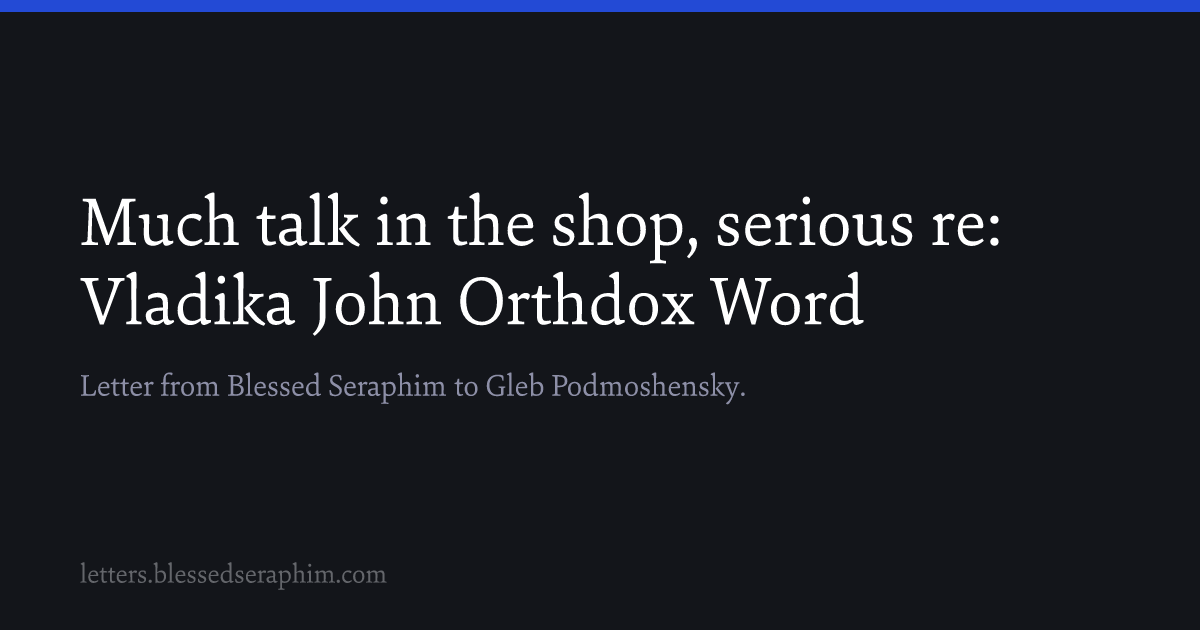 Much talk in the shop, serious re:
Vladika John Orthdox Word
Letter from Blessed Seraphim to Gleb Podmoshensky.
letters.blessedseraphim.com